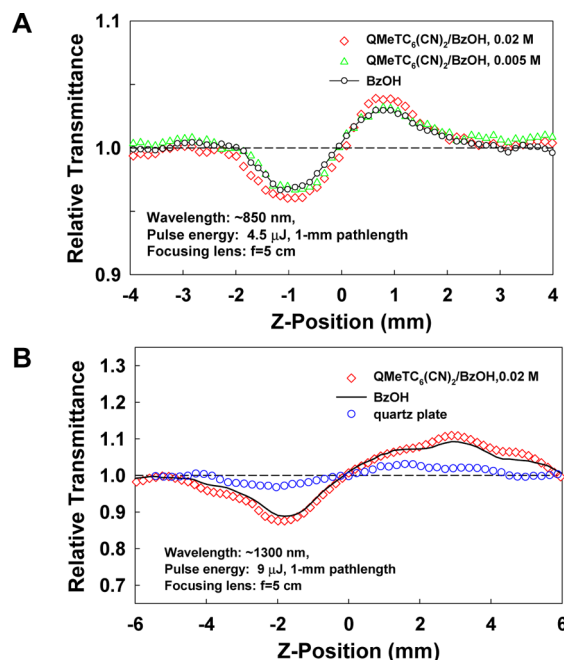 A
QMeTC6(CN)2/BzOH, 0.02 M
QMeTC6(CN)2/BzOH, 0.005 M
BzOH
Relative Transmittance
1.1
1.0
0.9
Wavelength: ~850 nm,
Pulse energy: 4.5 μJ, 1-mm pathlength
Focusing lens: f=5 cm
-4 -3 -2 -1 0 1 2 3 4
Z-Position (mm)
B
QMeTC6(CN)2/BzOH,0.02 M
BzOH
quartz plate
Relative Transmittance
1.3
1.2
1.1
1.0
0.9
0.8
0.7
Wavelength: ~1300 nm,
Pulse energy: 9 μJ, 1-mm pathlength
Focusing lens: f=5 cm
-6 -4 -2 0 2 4 6
Z-Position (mm)